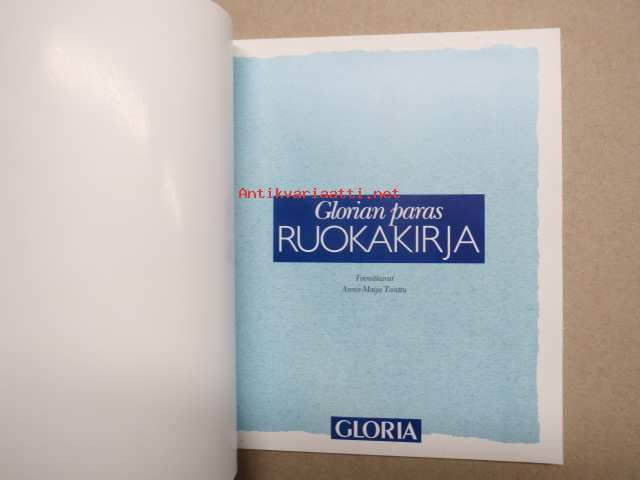 Antikvariaatti.net
Glorian paras
RUOKAKIRJA
Toimittanut
Anna-Maija Tanttu
GLORIA